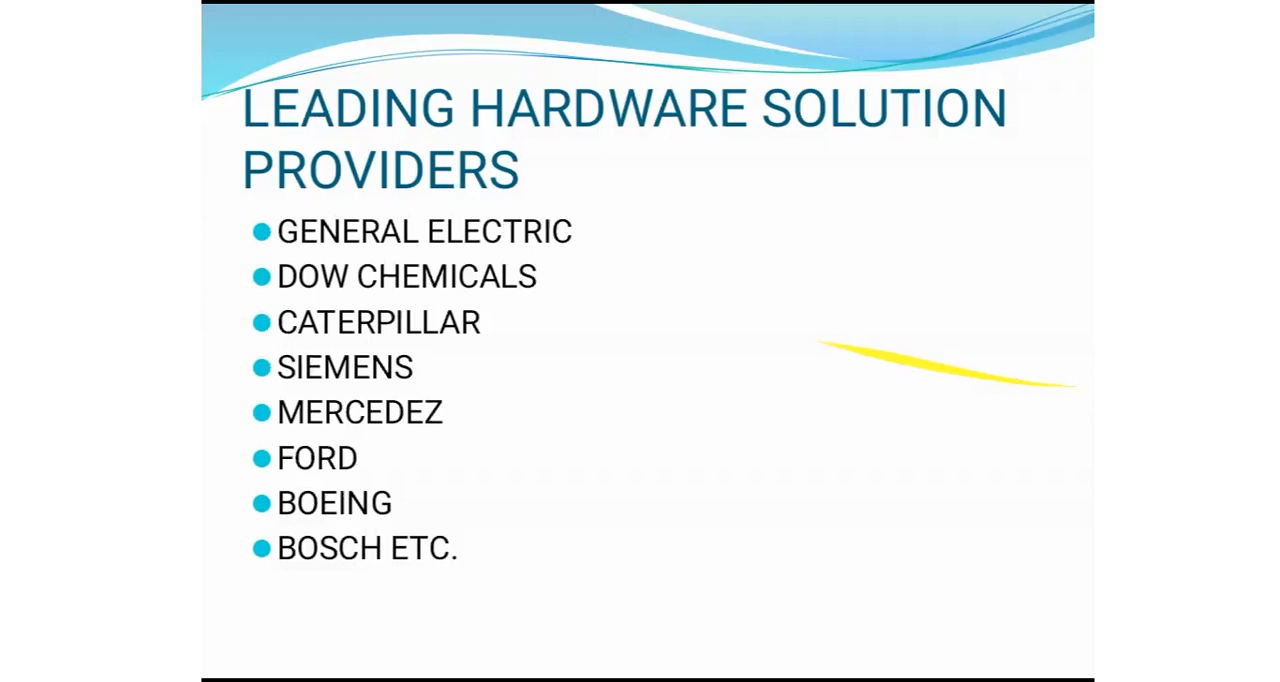 LEADING HARDWARE SOLUTION
PROVIDERS
GENERAL ELECTRIC
DOW CHEMICALS
CATERPILLAR
SIEMENS
MERCEDEZ
FORD
BOEING
BOSCH ETC.